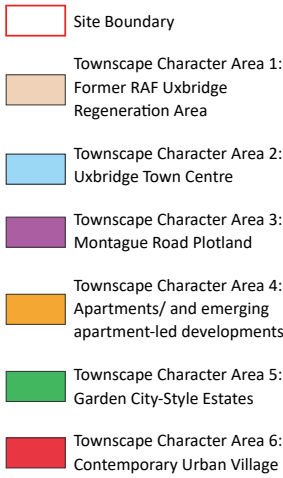 Site Boundary
Townscape Character Area 1:
Former RAF Uxbridge
Regeneration Area
Townscape Character Area 2:
Uxbridge Town Centre
Townscape Character Area 3:
Montague Road Plotland
Townscape Character Area 4:
Apartments/ and emerging
apartment-led developments
Townscape Character Area 5:
Garden City-Style Estates
Townscape Character Area 6:
Contemporary Urban Village